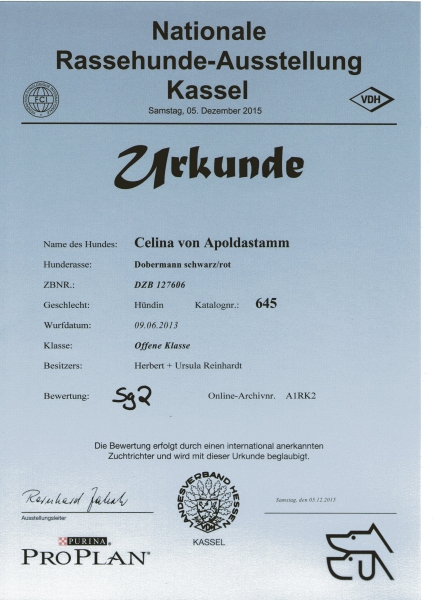 Nationale
Rassehunde-Ausstellung
Kassel
Samstag, 05. Dezember 2015
FCI
VDH
Urkunde
Name des Hundes: Celina von Apoldastamm
Hunderasse: Dobermann schwarz/rot
ZBNR.: DZB 127606
Geschlecht: Hündin Katalognr.: 645
Wurfdatum: 09.06.2013
Klasse: Offene Klasse
Besitzers: Herbert + Ursula Reinhardt
Bewertung: Sg2 Online-Archivnr. A1RK2
Die Bewertung erfolgt durch einen international anerkannten
Zuchtrichter und wird mit dieser Urkunde beglaubigt.
LANDESVERBAND HESSEN
VDH
Samstag, den 05.12.2015
Ausstellungsleiter
KASSEL
PURINA
PROPLAN®